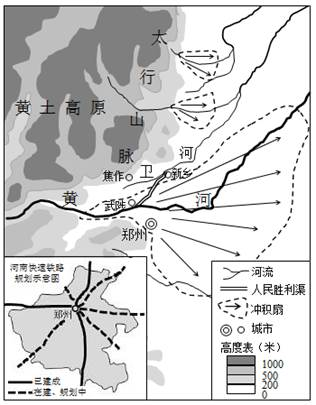 太
行
山
脉
黄土高原
卫河
焦作
新乡
武陟
黄河
郑州
河南快速铁路
规划示意图
郑州
已建成
在建、规划中
河流
人民胜利渠
冲积扇
城市
高度表（米）
1000
500
200
0